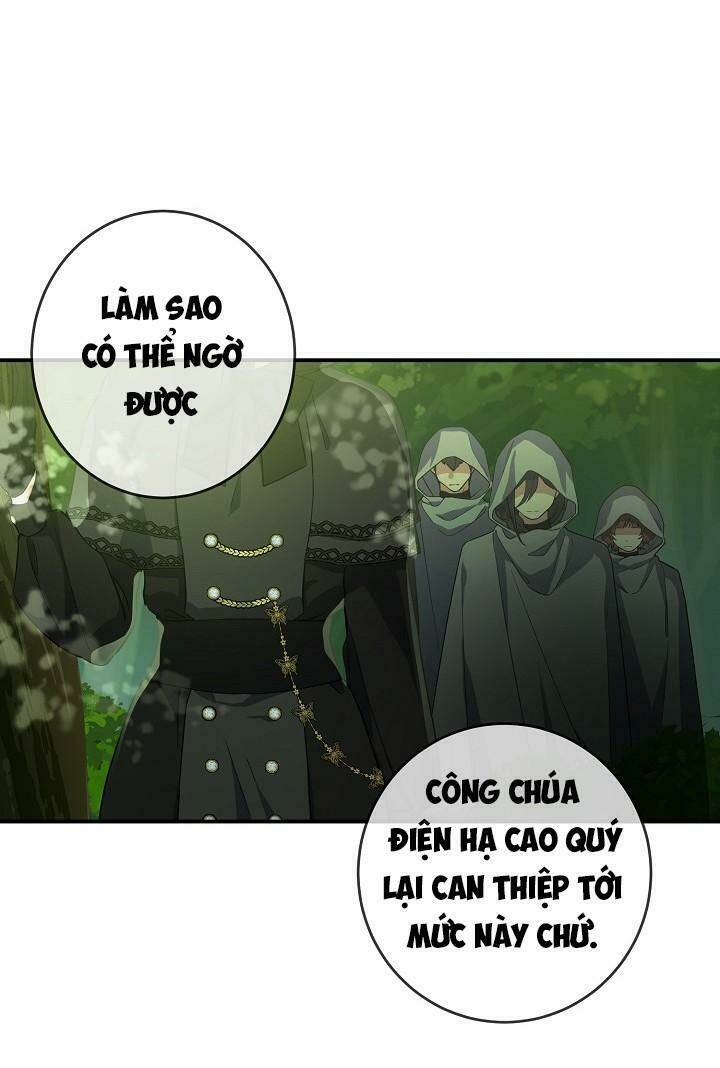 LÀM SAO
CÓ THỂ NGỜ
ĐƯỢC
CÔNG CHÚA
ĐIỆN HẠ CAO QUÝ
LẠI CAN THIỆP TỚI
MỨC NÀY CHỨ.